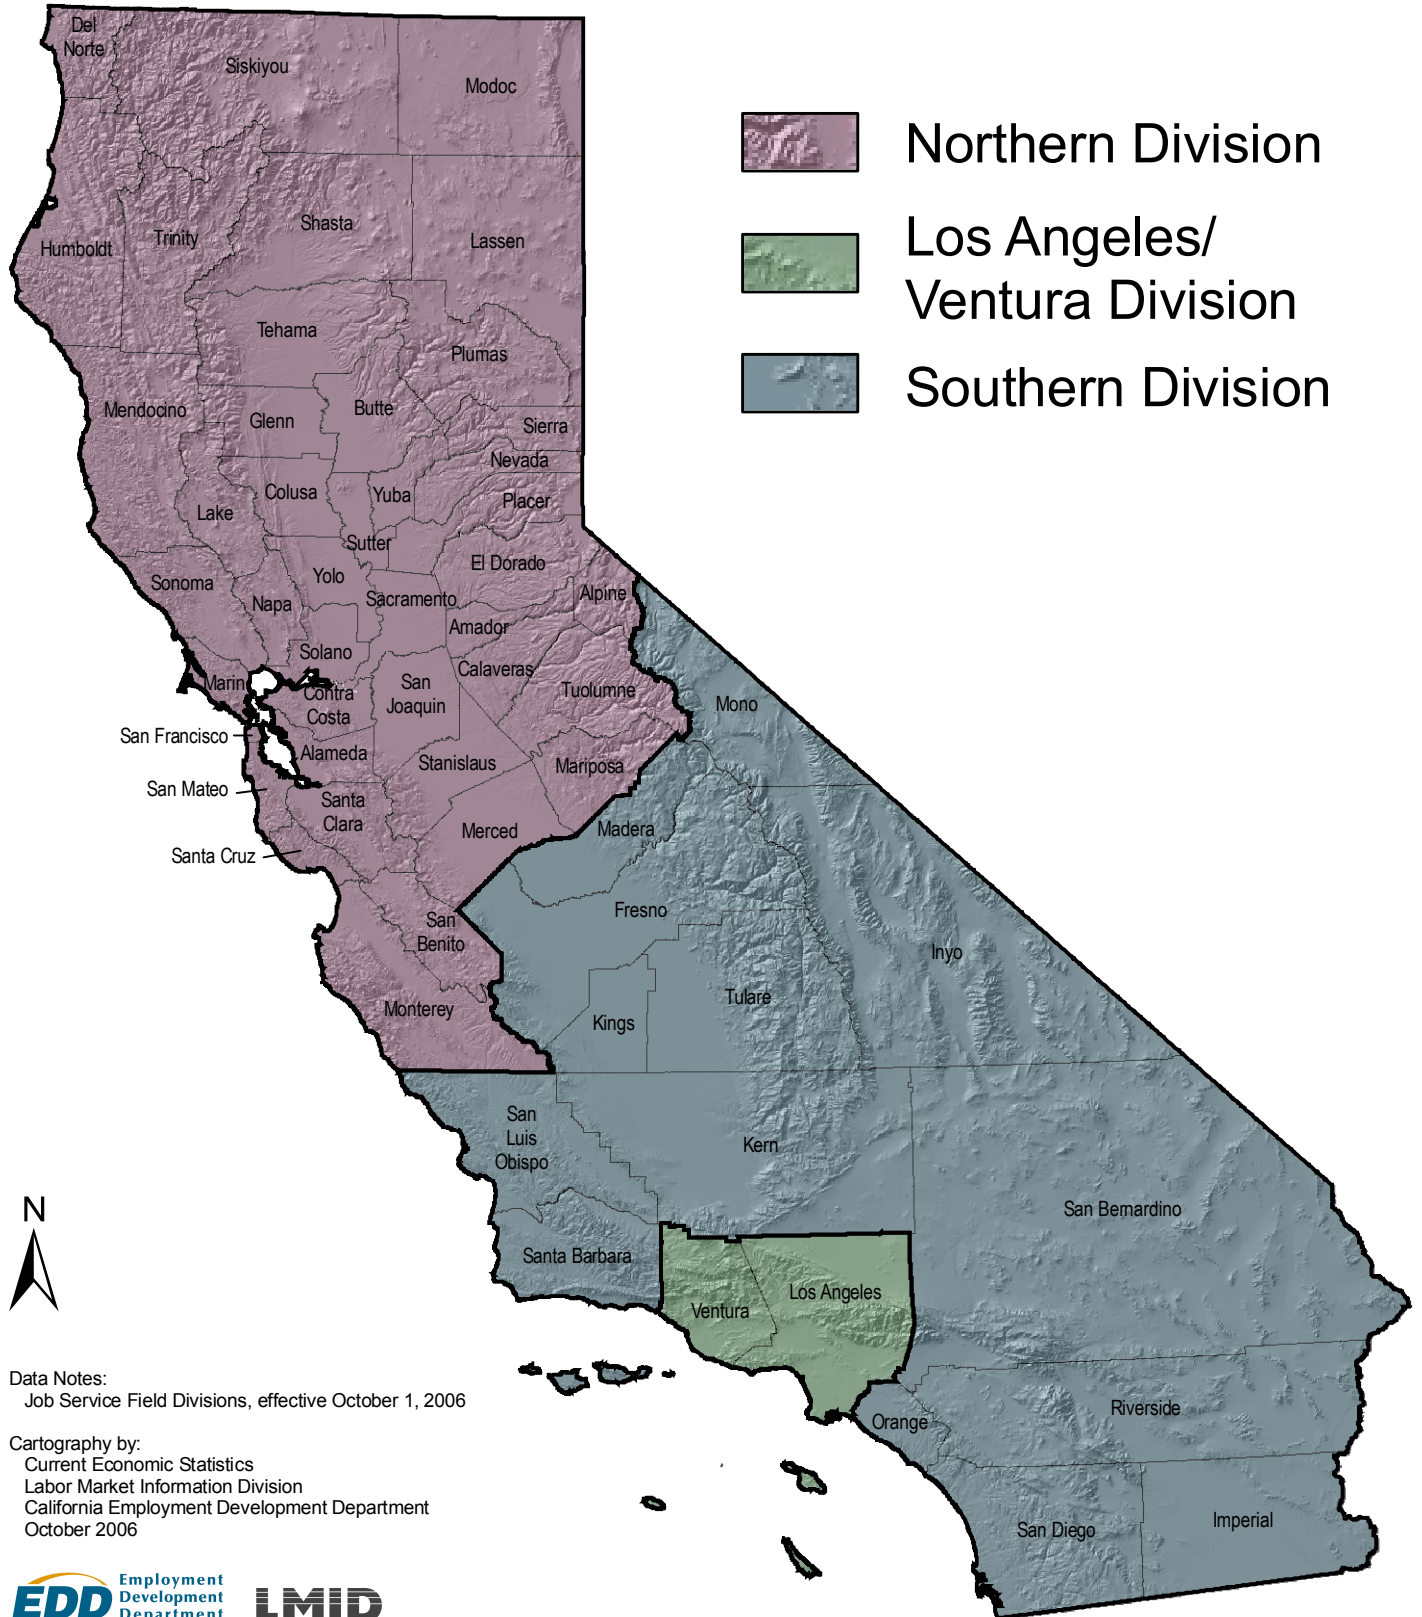 Del
Norte
Siskiyou
Modoc
Northern Division
Los Angeles/
Ventura Division
Southern Division
Humboldt
Trinity
Shasta
Lassen
Tehama
Plumas
Mendocino
Glenn
Butte
Sierra
Nevada
Colusa
Yuba
Placer
Lake
Sutter
El Dorado
Sonoma
Napa
Yolo
Sacramento
Alpine
Amador
Solano
Calaveras
Marin
Contra
Costa
San
Joaquin
Tuolumne
Mono
San Francisco
Alameda
Stanislaus
Mariposa
San Mateo
Santa
Clara
Merced
Madera
Santa Cruz
San
Benito
Fresno
Inyo
Monterey
Kings
Tulare
San
Luis
Obispo
Kern
San Bernardino
N
Santa Barbara
Ventura
Los Angeles
Orange
Riverside
San Diego
Imperial
Data Notes:
Job Service Field Divisions, effective October 1, 2006
Cartography by:
Current Economic Statistics
Labor Market Information Division
California Employment Development Department
October 2006
EDD
Employment
Development
Department
LMID